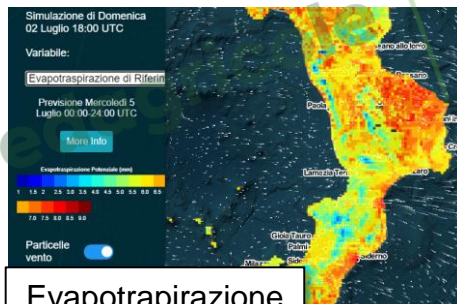 Simulazione di Domenica
02 Luglio 18:00 UTC
Variabile:
Evapotraspirazione di Riferim
Previsione Mercoledì 5
Luglio 00:00-24:00 UTC
More Info
Evapotraspirazione Potenziale (mm)
1 1.5 2 2.5 3.0 3.5 4.0 4.5 5.0 5.5 6.0 6.5
7.0 7.5 8.0 8.5 9.0
Particelle
vento
Paola
Lamezia Ter
Gioia Tauro
Palmi
Siderno
Evapotrapirazione